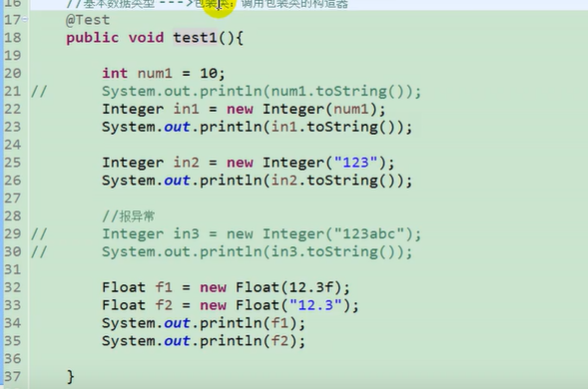 16 //基本数据类型 --->包装类：调用包装类的构造器
17 @Test
18 public void test1(){
19
20 int num1 = 10;
21 // System.out.println(num1.toString());
22 Integer in1 = new Integer(num1);
23 System.out.println(in1.toString());
24
25 Integer in2 = new Integer("123");
26 System.out.println(in2.toString());
27
28 //报异常
29 // Integer in3 = new Integer("123abc");
30 // System.out.println(in3.toString());
31
32 Float f1 = new Float(12.3f);
33 Float f2 = new Float("12.3");
34 System.out.println(f1);
35 System.out.println(f2);
36
37 }